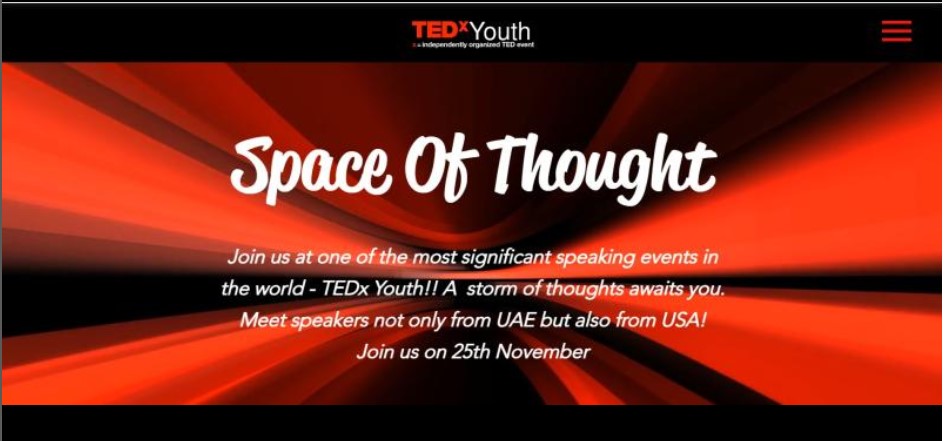 TEDxYouth
x = independently organized TED event
Space Of Thought
Join us at one of the most significant speaking events in
the world - TEDx Youth!! A storm of thoughts awaits you.
Meet speakers not only from UAE but also from USA!
Join us on 25th November